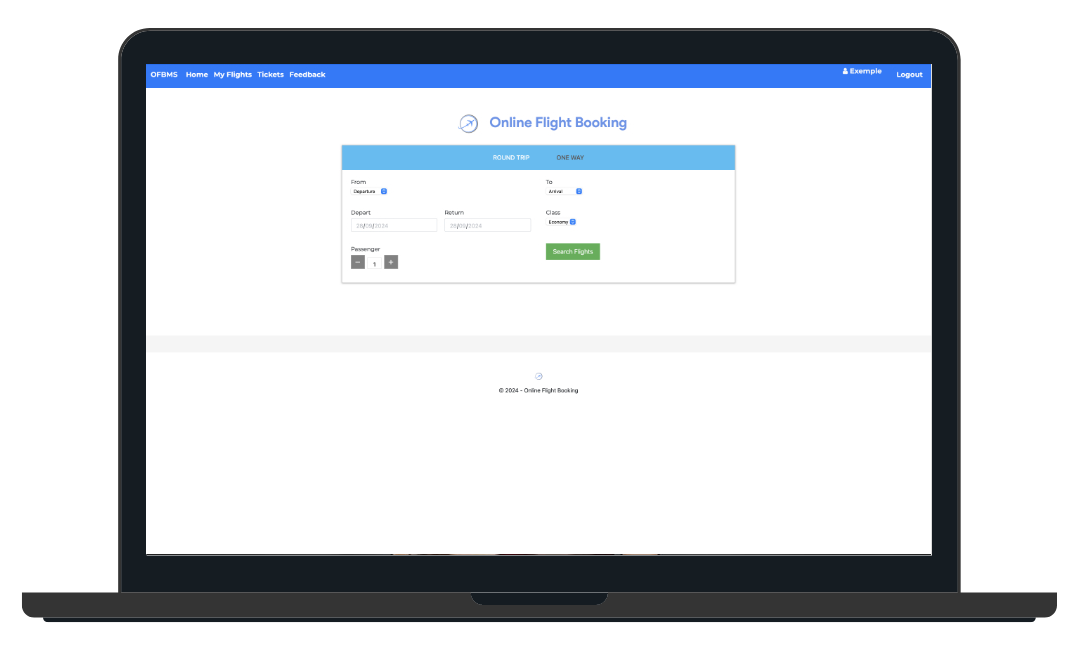 OFBMS Home My Flights Tickets Feedback
Exemple Logout
Online Flight Booking
ROUND TRIP ONE WAY
From To
Departure Arrival
Depart Return Class
28/09/2024 28/09/2024 Economy
Passenger
Search Flights
− 1 +
© 2024 - Online Flight Booking